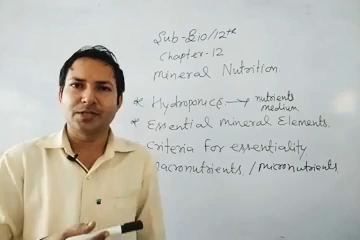 Sub-Bio/12th
Chapter-12
Mineral Nutrition
* Hydroponics → nutrients medium
* Essential Mineral Elements.
Criteria for essentiality
macronutrients / micronutrients